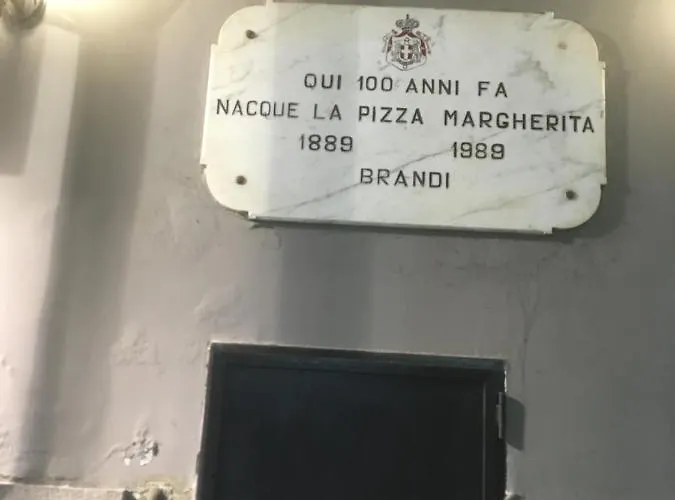 QUI 100 ANNI FA
NACQUE LA PIZZA MARGHERITA
1889 1989
BRANDI